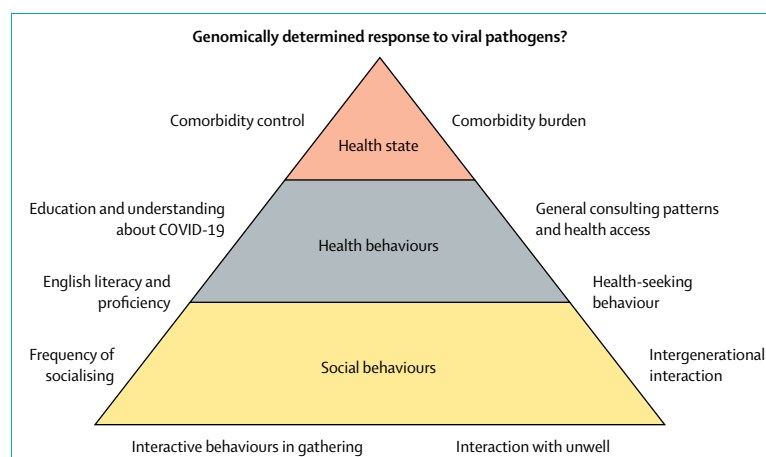 Genomically determined response to viral pathogens?
Comorbidity control
Comorbidity burden
Health state
Education and understanding
about COVID-19
General consulting patterns
and health access
Health behaviours
English literacy and
proficiency
Health-seeking
behaviour
Frequency of
socialising
Social behaviours
Intergenerational
interaction
Interactive behaviours in gathering
Interaction with unwell